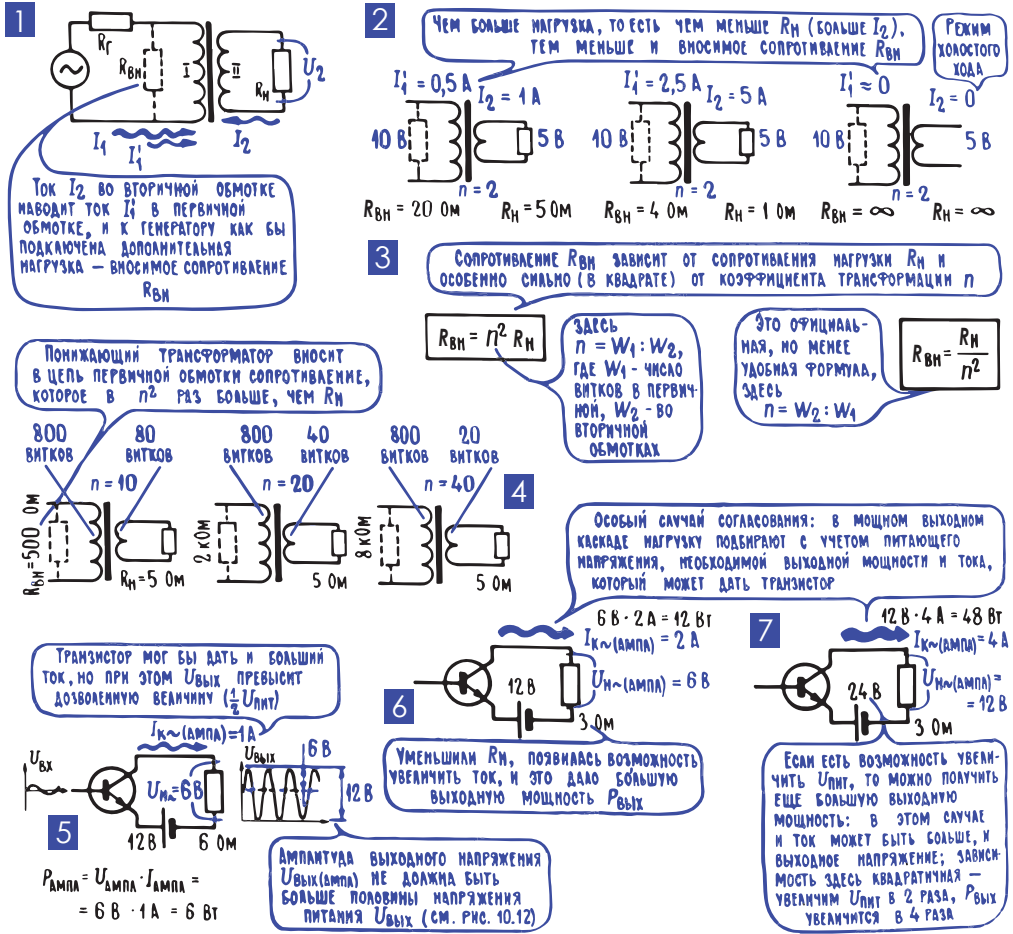 1
Rг
Rвн
I
II
Rн
U2
I1
I'1
I2
Ток I2 во вторичной обмотке
наводит ток I'1 в первичной
обмотке, и к генератору как бы
подключена дополнительная
нагрузка — вносимое сопротивление
Rвн
2
Чем больше нагрузка, то есть чем меньше Rн (больше I2),
тем меньше и вносимое сопротивление Rвн
Режим
холостого
хода
I'1 = 0,5 А
I2 = 1 А
10 В
5 В
n = 2
Rвн = 20 Ом
Rн = 5 Ом
I'1 = 2,5 А
I2 = 5 А
10 В
5 В
n = 2
Rвн = 4 Ом
Rн = 1 Ом
I'1 ≈ 0
I2 = 0
10 В
5 В
n = 2
Rвн = ∞
Rн = ∞
3
Сопротивление Rвн зависит от сопротивления нагрузки Rн и
особенно сильно (в квадрате) от коэффициента трансформации n
Rвн = n² Rн
Здесь
n = W1 : W2,
где W1 - число
витков в первич-
ной, W2 - во
вторичной
обмотках
Это официаль-
ная, но менее
удобная формула,
здесь
n = W2 : W1
Rвн = Rн / n²
Понижающий трансформатор вносит
в цепь первичной обмотки сопротивление,
которое в n² раз больше, чем Rн
800
витков
80
витков
n = 10
Rвн = 500 Ом
Rн = 5 Ом
800
витков
40
витков
n = 20
2 кОм
5 Ом
800
витков
20
витков
n = 40
8 кОм
5 Ом
4
Особый случай согласования: в мощном выходном
каскаде нагрузку подбирают с учетом питающего
напряжения, необходимой выходной мощности и тока,
который может дать транзистор
5
Транзистор мог бы дать и больший
ток, но при этом Uвых превысит
дозволенную величину (½ Uпит)
Iк~(ампл) = 1А
Uвх
Uн~ = 6В
12 В
6 Ом
Uвых
6 В
12 В
Pампл = Uампл · Iампл =
= 6 В · 1А = 6 Вт
Амплитуда выходного напряжения
Uвых(ампл) не должна быть
больше половины напряжения
питания Uвых (см. рис. 10.12)
6
6 В · 2 А = 12 Вт
Iк~(ампл) = 2 А
12 В
Uн~(ампл) = 6 В
3 Ом
Уменьшили Rн, появилась возможность
увеличить ток, и это дало большую
выходную мощность Pвых
7
12 В · 4 А = 48 Вт
Iк~(ампл) = 4 А
24 В
Uн~(ампл) =
= 12 В
3 Ом
Если есть возможность увели-
чить Uпит, то можно получить
еще большую выходную
мощность: в этом случае
и ток может быть больше, и
выходное напряжение; зависи-
мость здесь квадратичная —
увеличим Uпит в 2 раза, Pвых
увеличится в 4 раза